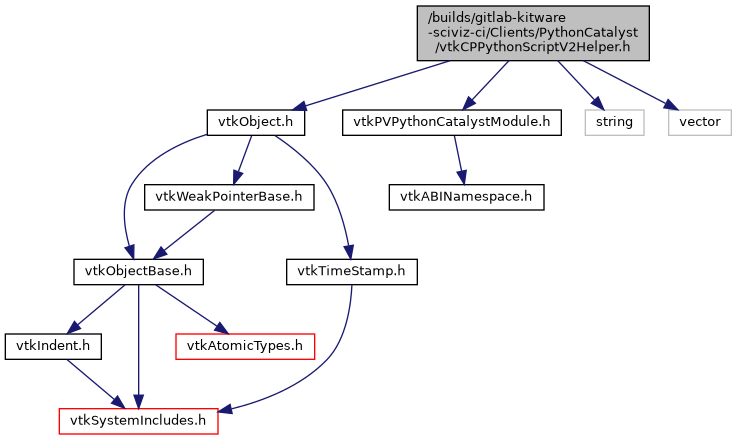 /builds/gitlab-kitware
-sciviz-ci/Clients/PythonCatalyst
/vtkCPPythonScriptV2Helper.h
vtkObject.h
vtkPVPythonCatalystModule.h
string
vector
vtkWeakPointerBase.h
vtkABINamespace.h
vtkObjectBase.h
vtkTimeStamp.h
vtkIndent.h
vtkAtomicTypes.h
vtkSystemIncludes.h